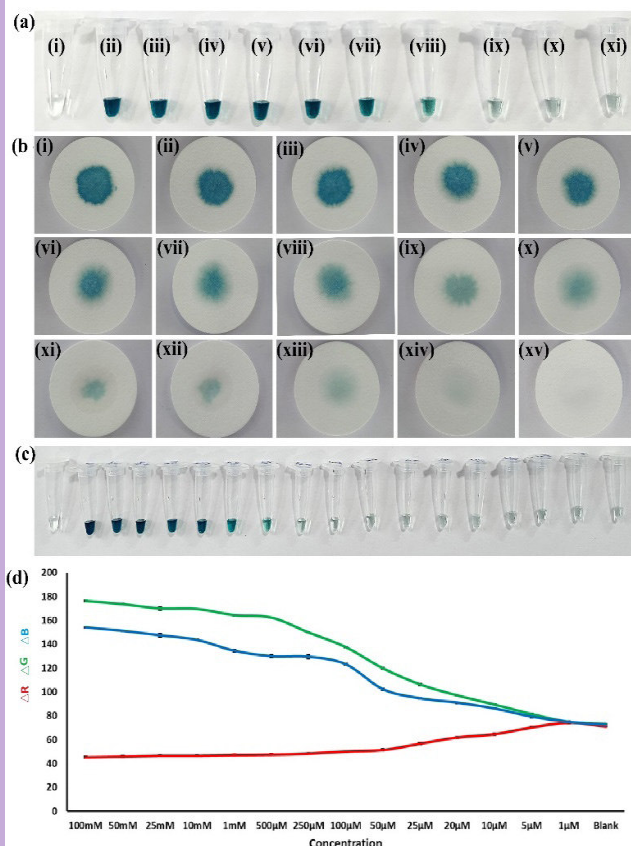 (a)
(i) (ii) (iii) (iv) (v) (vi) (vii) (viii) (ix) (x) (xi)
(b)
(i) (ii) (iii) (iv) (v)
(vi) (vii) (viii) (ix) (x)
(xi) (xii) (xiii) (xiv) (xv)
(c)
(d)
200
180
160
140
120
100
80
60
40
20
0
△R △G △B
100mM 50mM 25mM 10mM 1mM 500μM 250μM 100μM 50μM 25μM 20μM 10μM 5μM 1μM Blank
Concentration